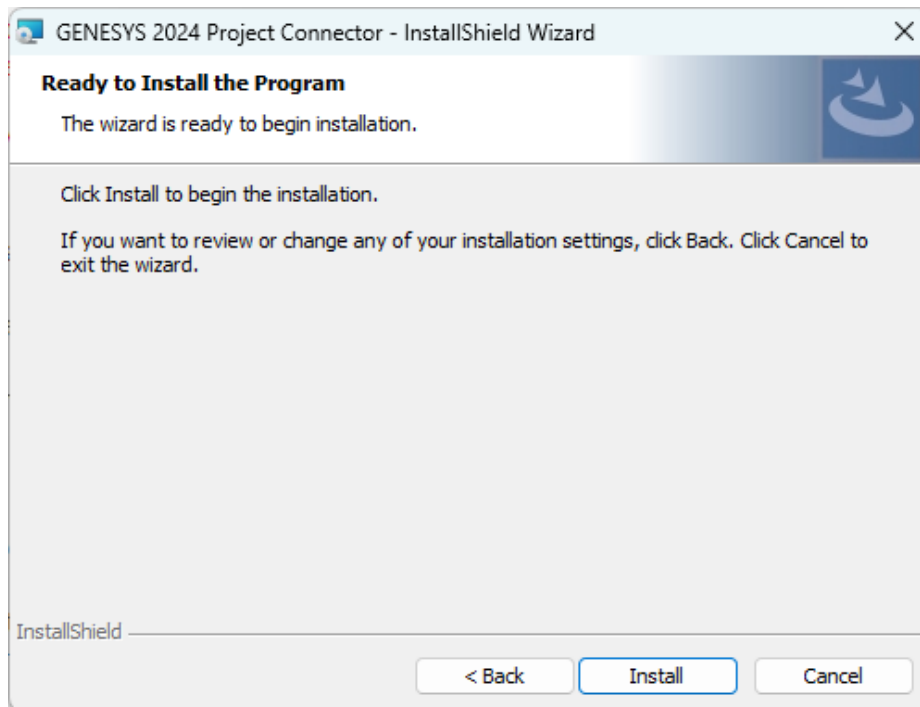 GENESYS 2024 Project Connector - InstallShield Wizard
Ready to Install the Program
The wizard is ready to begin installation.
Click Install to begin the installation.
If you want to review or change any of your installation settings, click Back. Click Cancel to
exit the wizard.
InstallShield
< Back
Install
Cancel